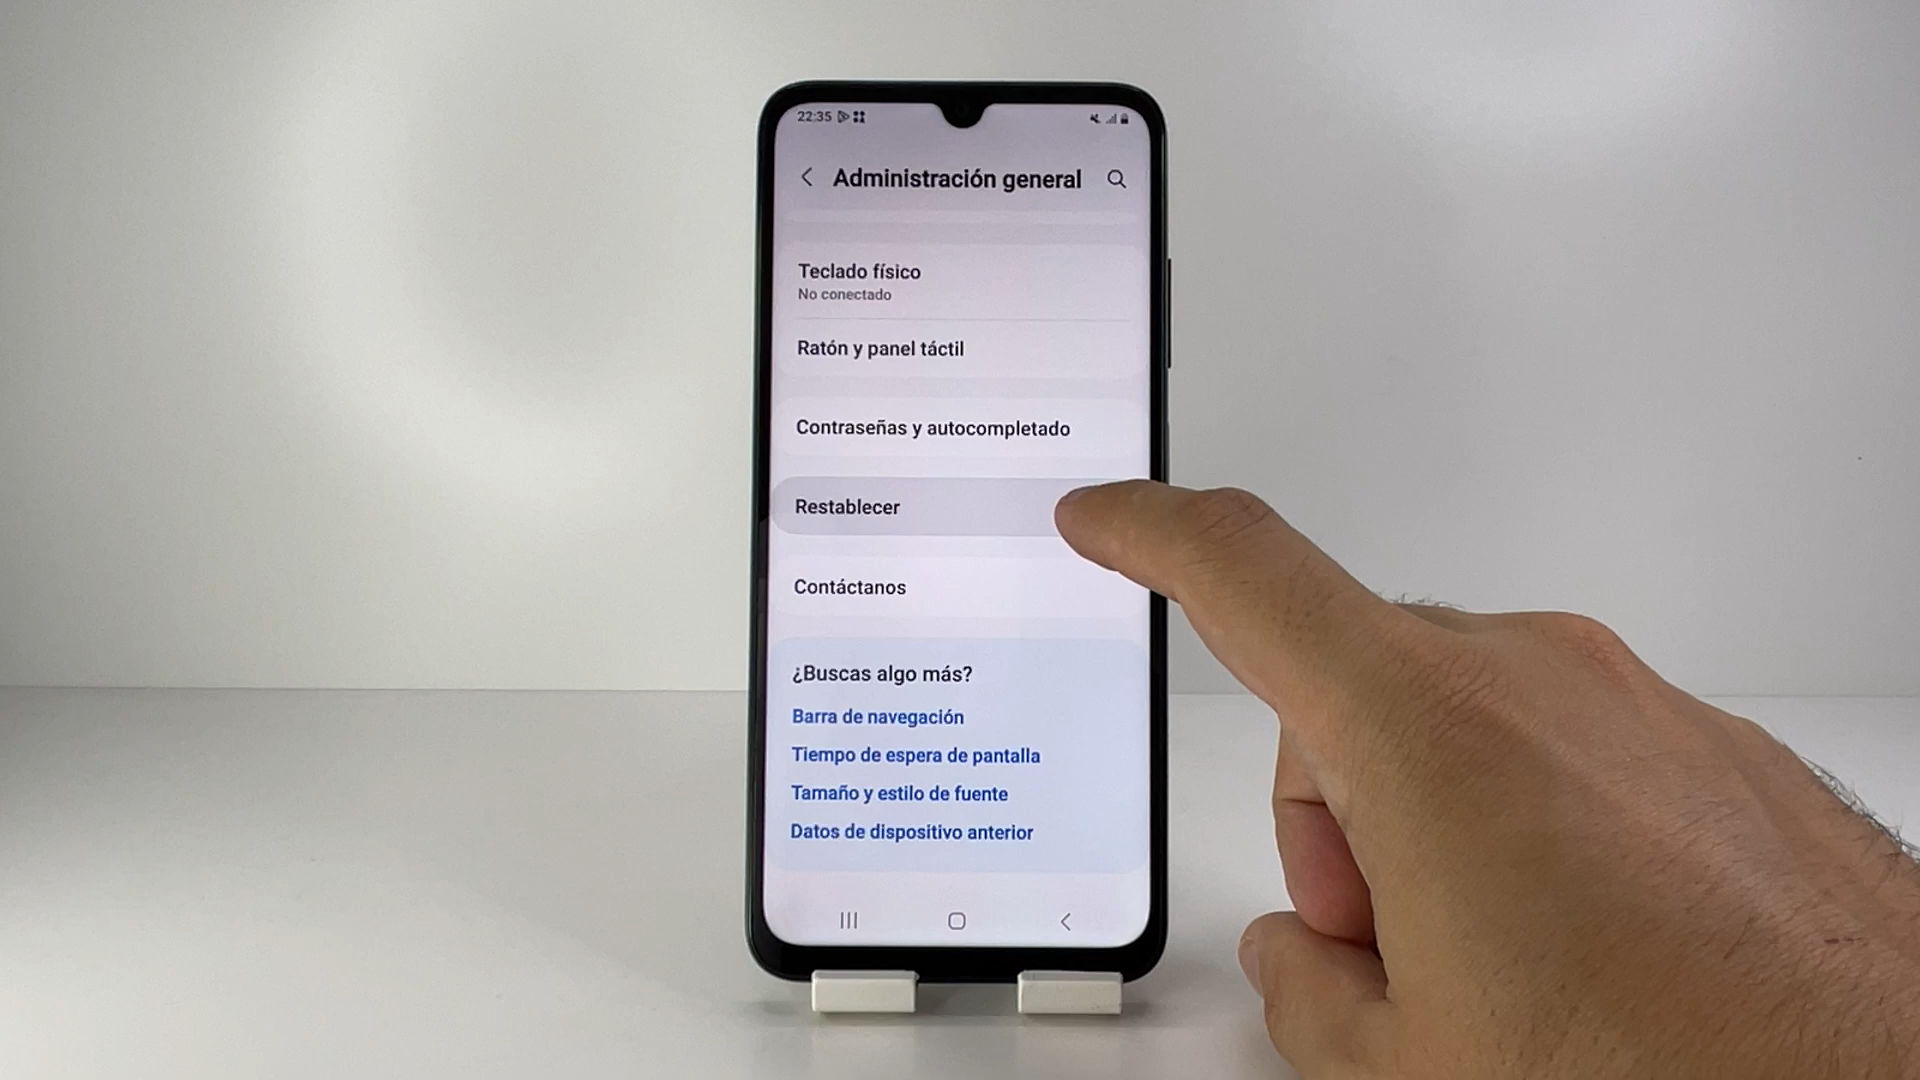 22:35
Administración general
Teclado físico
No conectado
Ratón y panel táctil
Contraseñas y autocompletado
Restablecer
Contáctanos
¿Buscas algo más?
Barra de navegación
Tiempo de espera de pantalla
Tamaño y estilo de fuente
Datos de dispositivo anterior